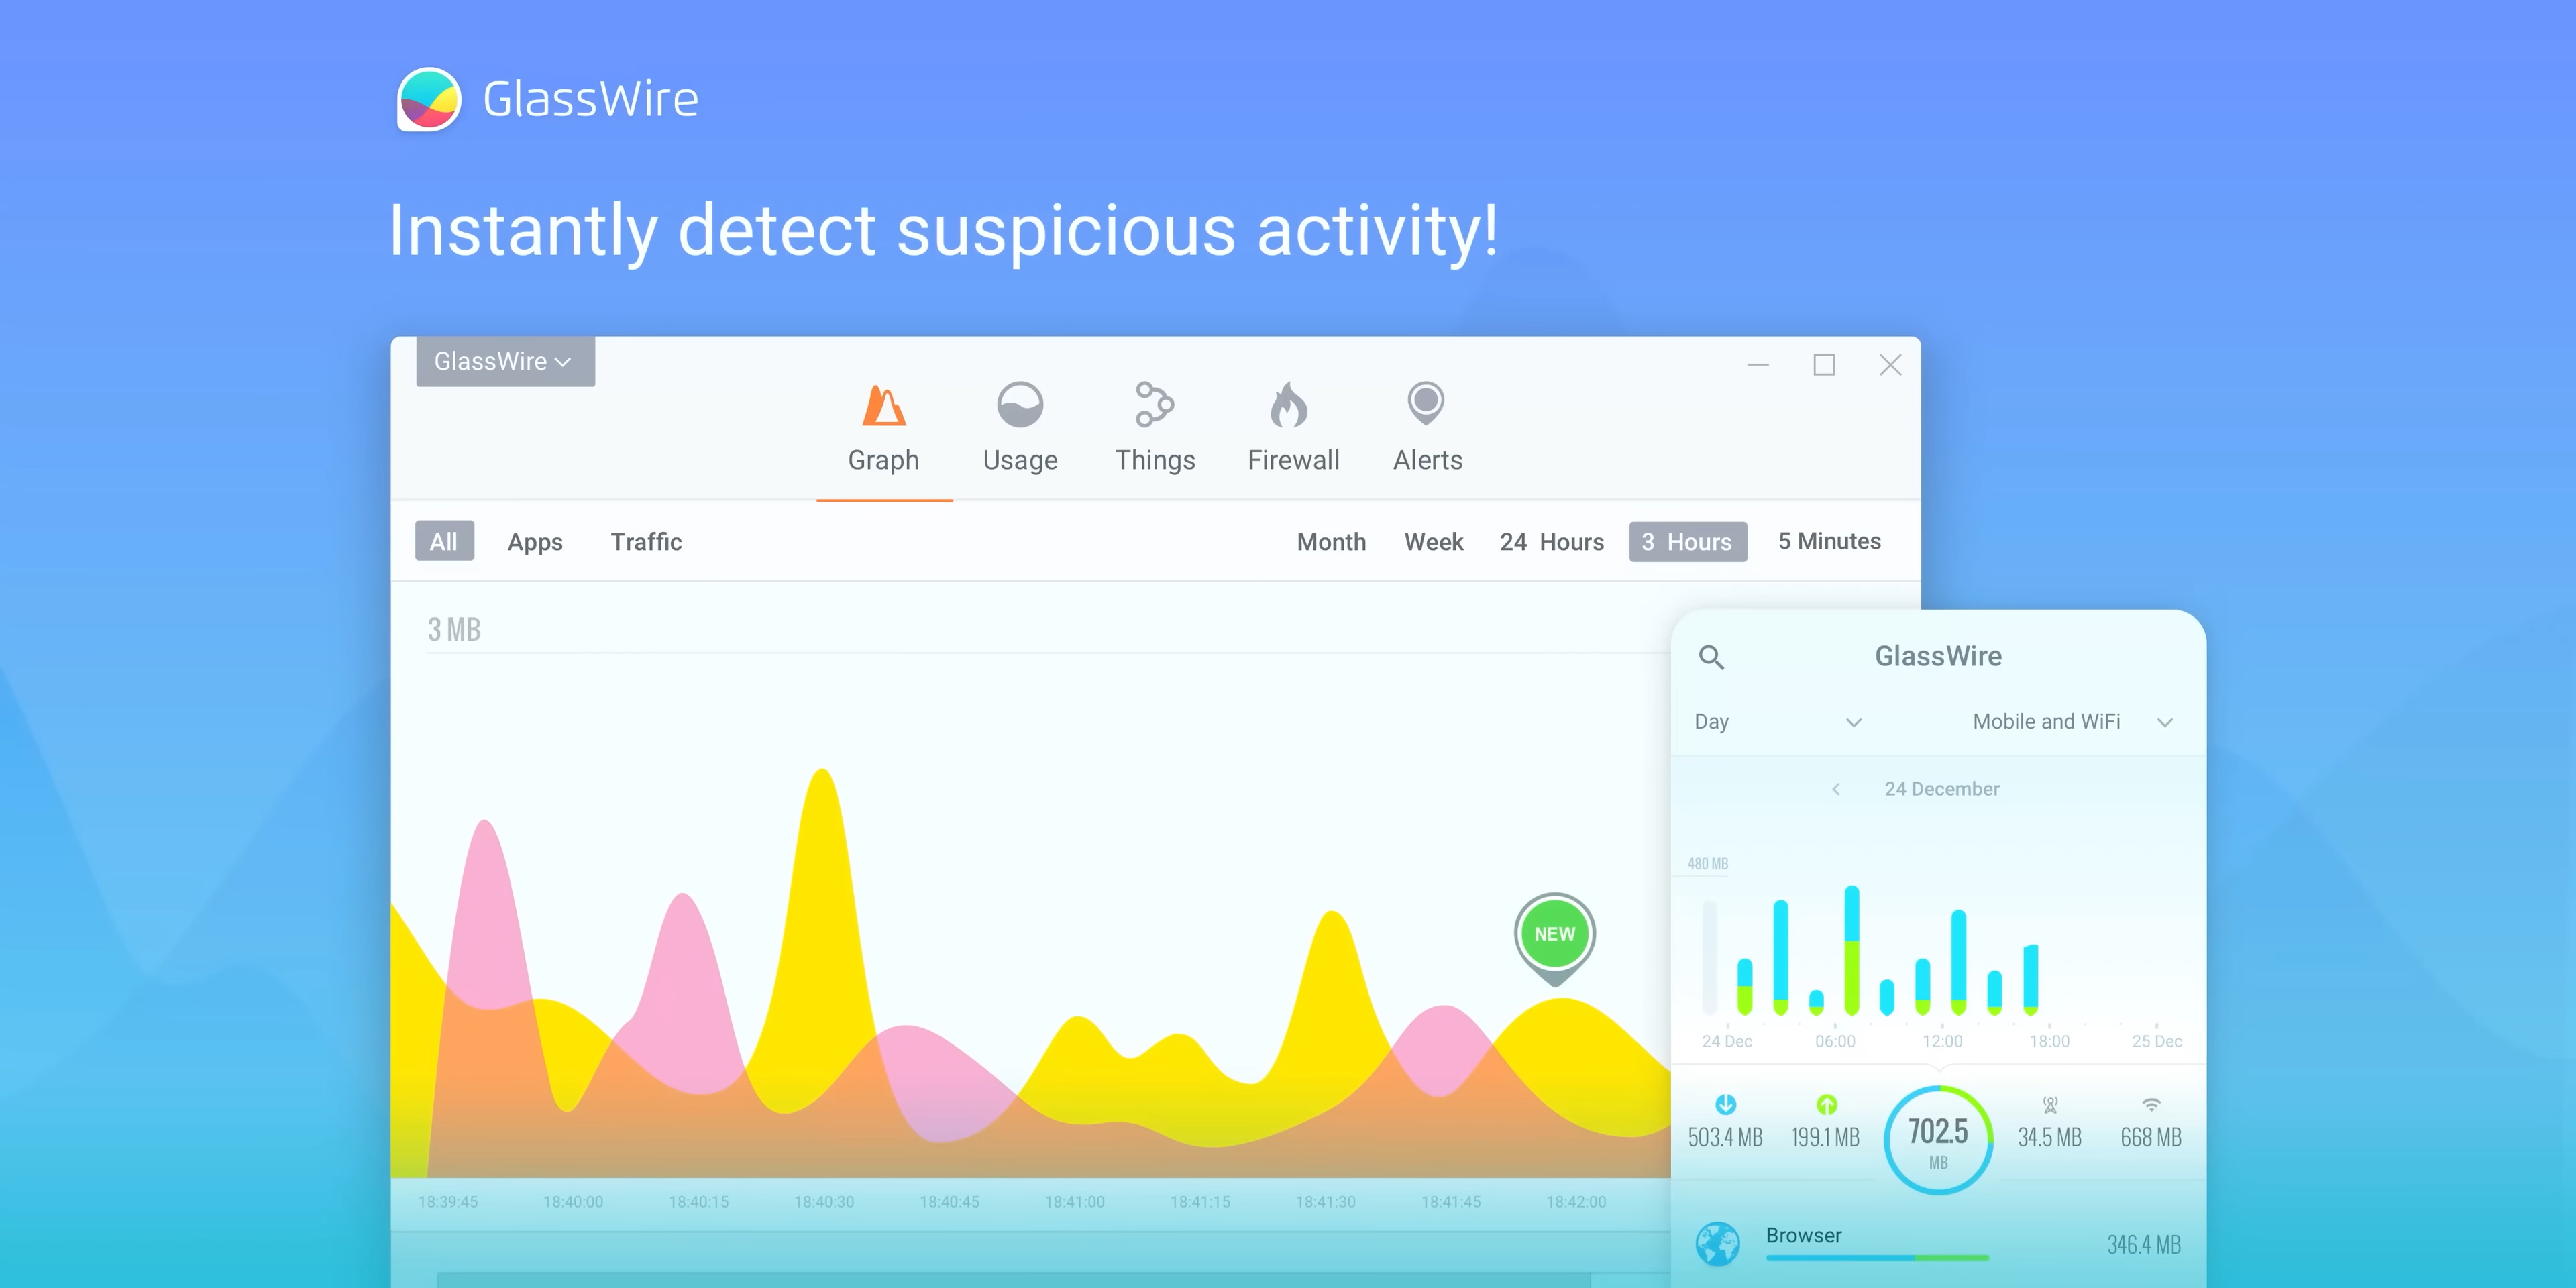 GlassWire
Instantly detect suspicious activity!
GlassWire
Graph Usage Things Firewall Alerts
All Apps Traffic Month Week 24 Hours 3 Hours 5 Minutes
3 MB
GlassWire
Day Mobile and WiFi
24 December
480 MB
NEW
24 Dec 06:00 12:00 18:00 25 Dec
503.4 MB 199.1 MB 702.5 MB 34.5 MB 668 MB
18:39:45 18:40:00 18:40:15 18:40:30 18:40:45 18:41:00 18:41:15 18:41:30 18:41:45 18:42:00
Browser 346.4 MB